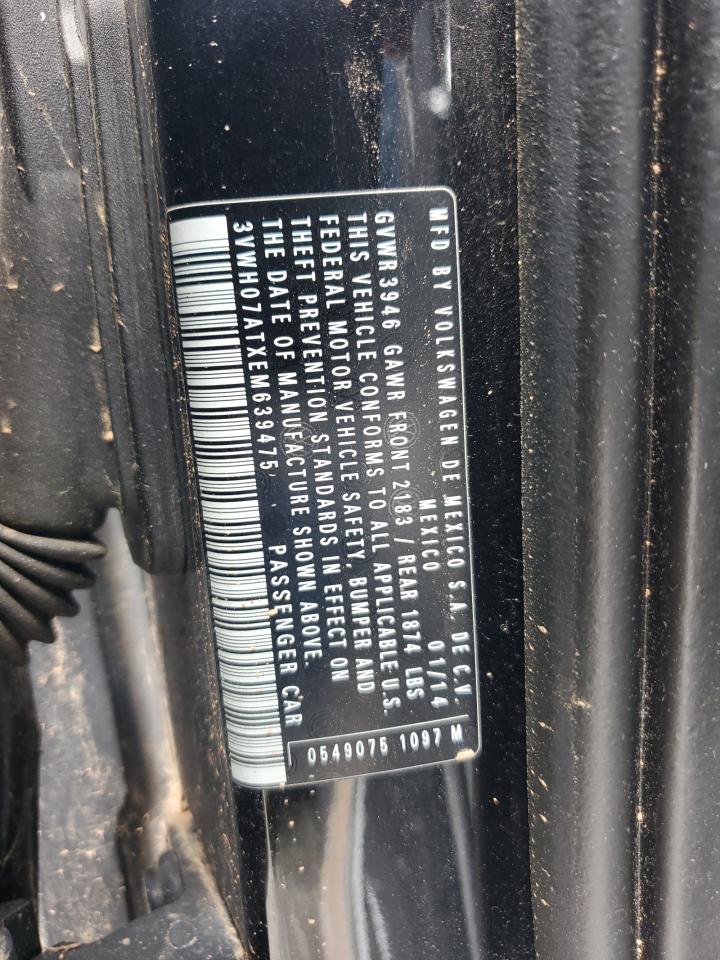 MFD BY VOLKSWAGEN DE MEXICO S.A. DE C.V.
MEXICO 01/14
GVWR 3946 GAWR FRONT 2183 / REAR 1874 LBS
THIS VEHICLE CONFORMS TO ALL APPLICABLE U.S.
FEDERAL MOTOR VEHICLE SAFETY, BUMPER AND
THEFT PREVENTION STANDARDS IN EFFECT ON
THE DATE OF MANUFACTURE SHOWN ABOVE.
3VWH07ATXEM639475 PASSENGER CAR
0549075 1097 M